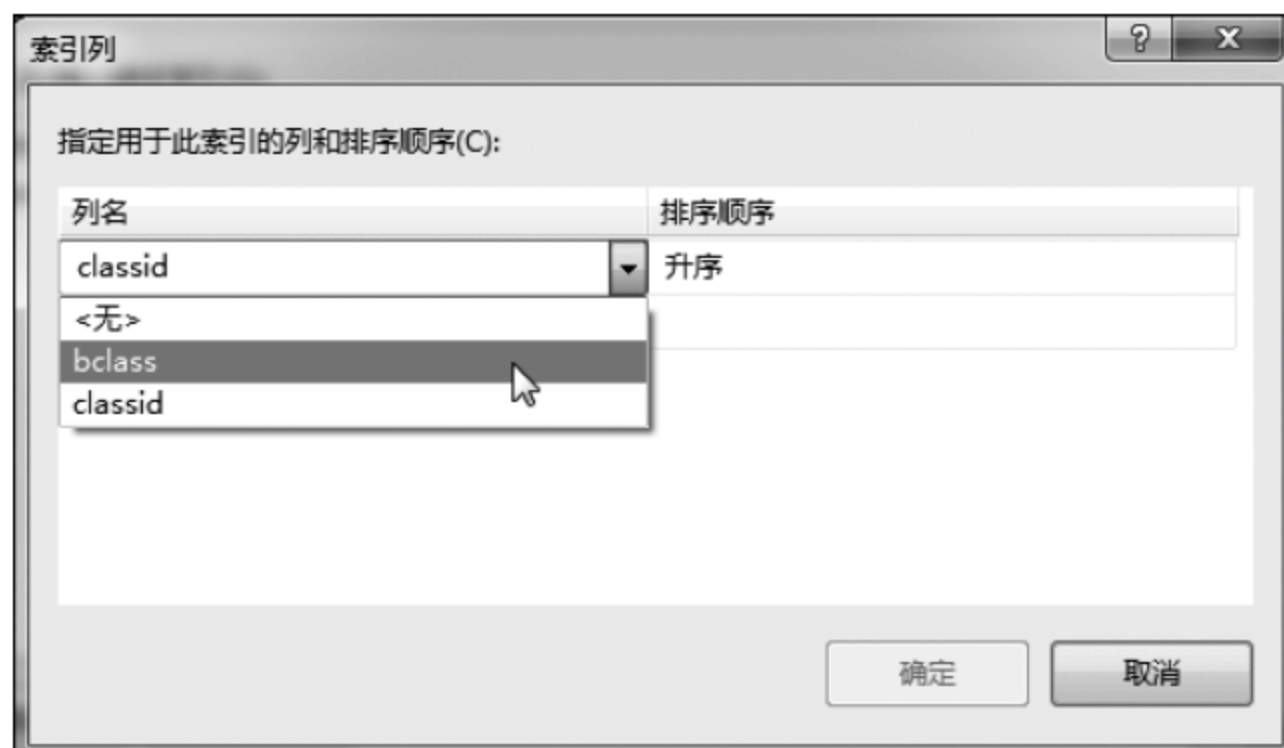 索引列
指定用于此索引的列和排序顺序(C):
列名 排序顺序
classid 升序
<无>
bclass
classid
确定 取消